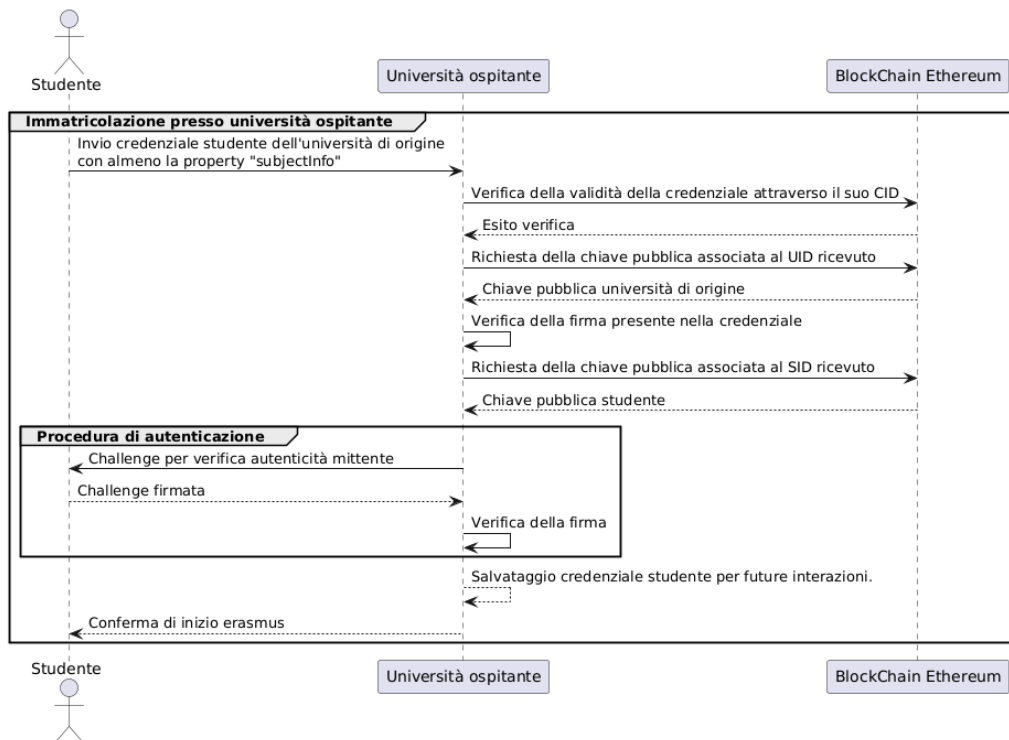 Studente
Università ospitante
BlockChain Ethereum
Immatricolazione presso università ospitante
Invio credenziale studente dell'università di origine
con almeno la property "subjectInfo"
Verifica della validità della credenziale attraverso il suo CID
Esito verifica
Richiesta della chiave pubblica associata al UID ricevuto
Chiave pubblica università di origine
Verifica della firma presente nella credenziale
Richiesta della chiave pubblica associata al SID ricevuto
Chiave pubblica studente
Procedura di autenticazione
Challenge per verifica autenticità mittente
Challenge firmata
Verifica della firma
Salvataggio credenziale studente per future interazioni.
Conferma di inizio erasmus
Studente
Università ospitante
BlockChain Ethereum